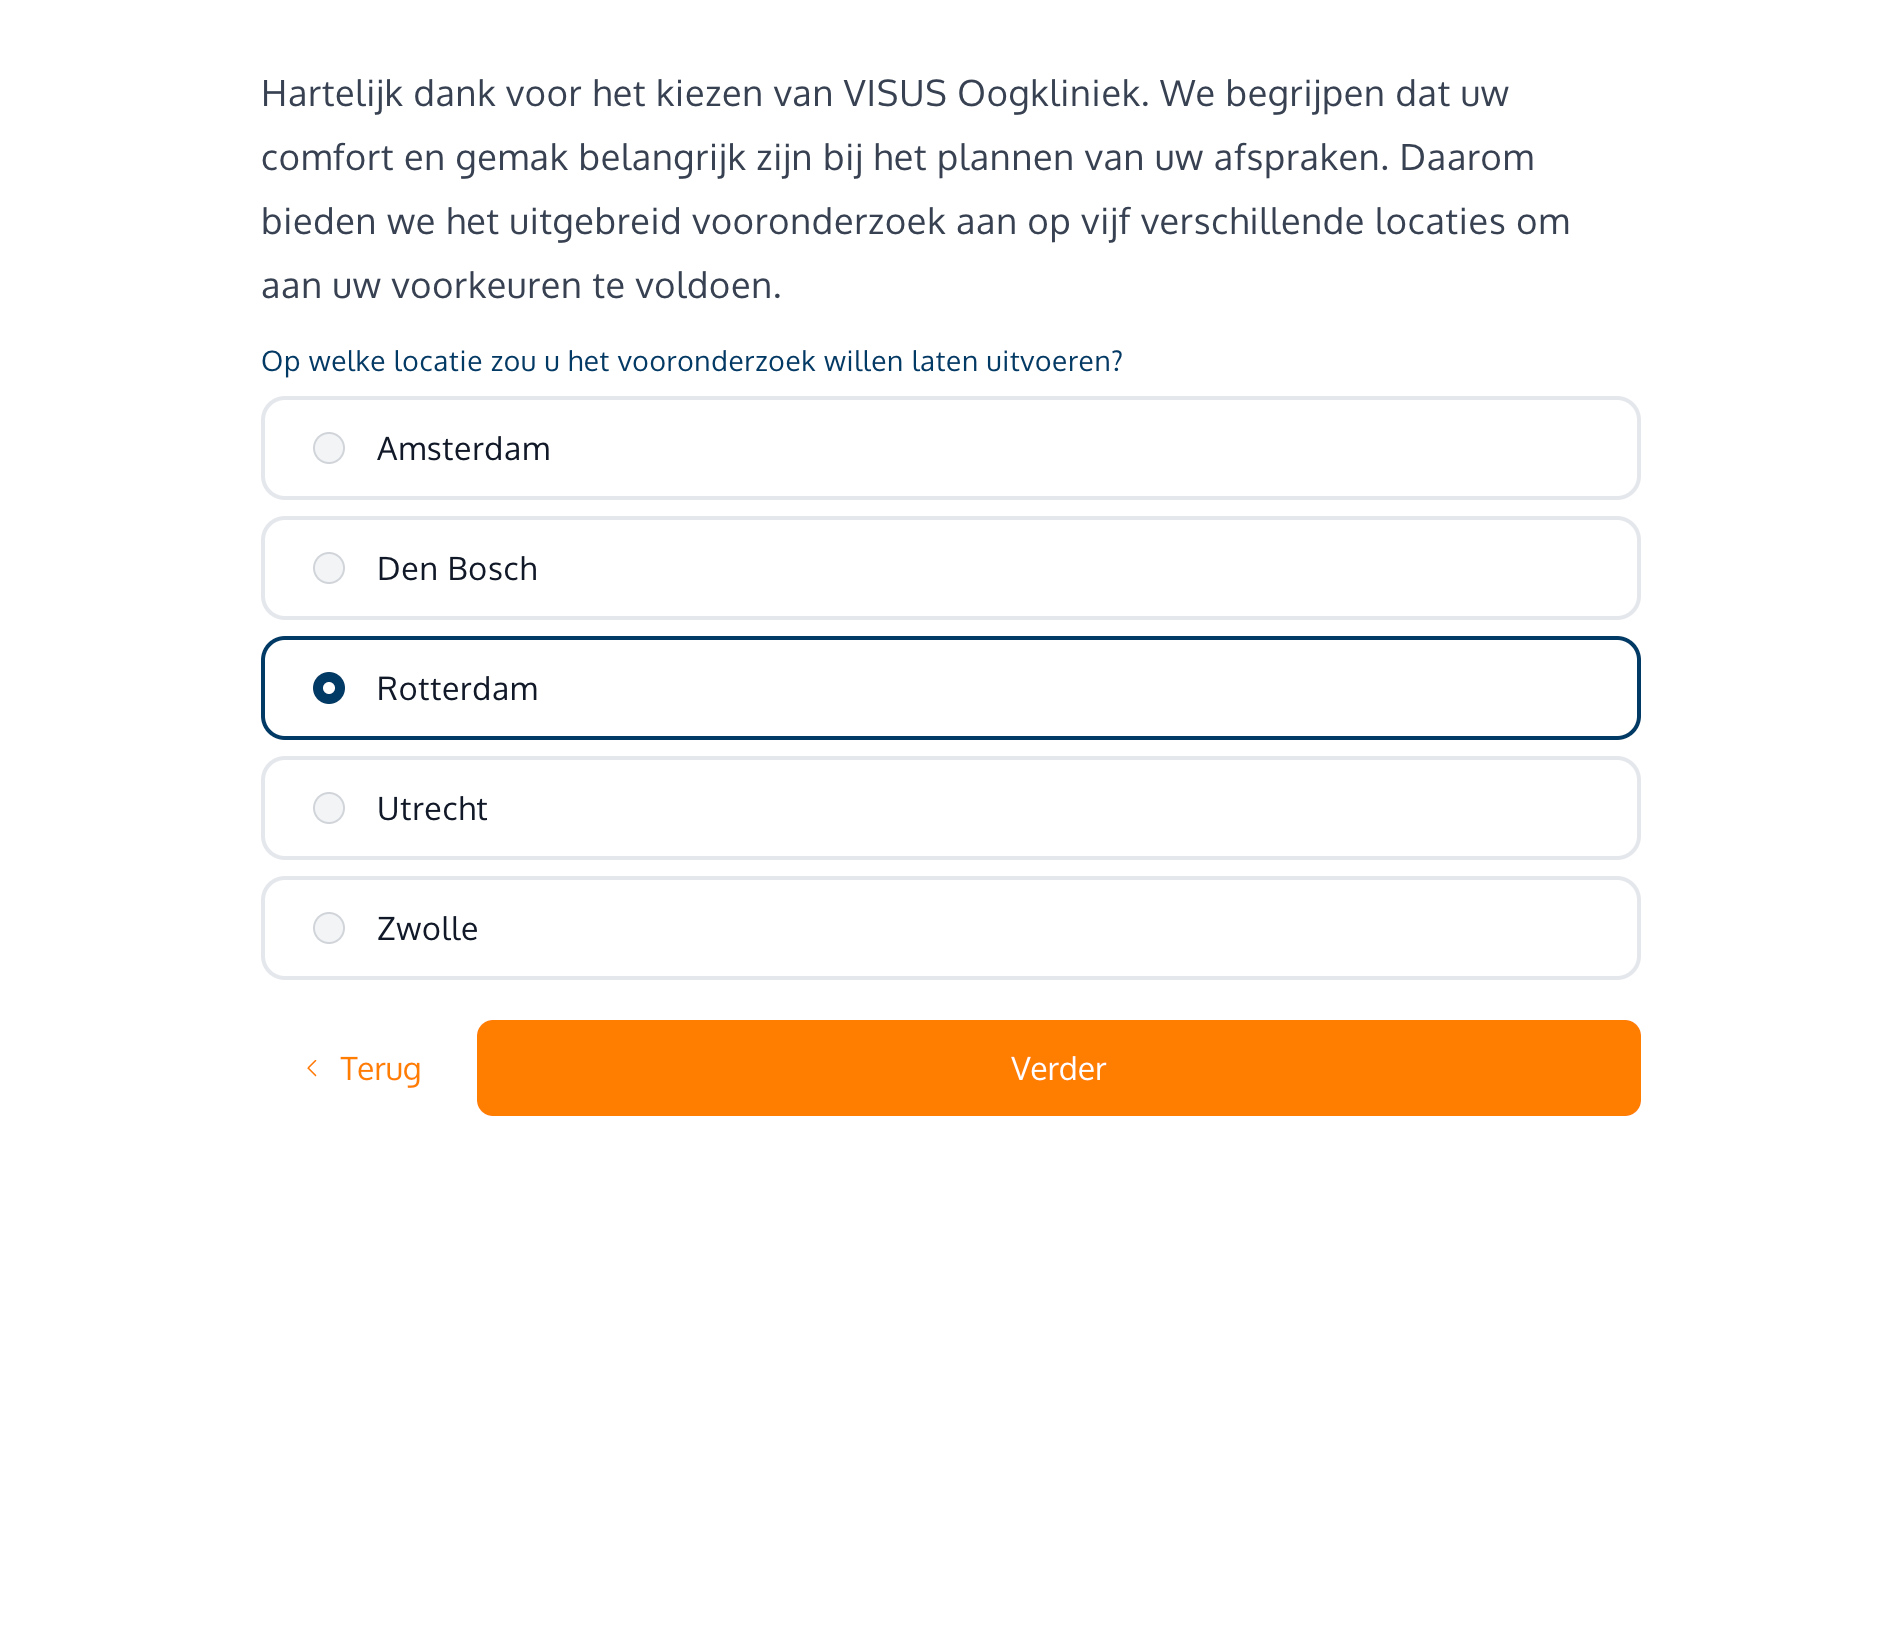 Hartelijk dank voor het kiezen van VISUS Oogkliniek. We begrijpen dat uw
comfort en gemak belangrijk zijn bij het plannen van uw afspraken. Daarom
bieden we het uitgebreid vooronderzoek aan op vijf verschillende locaties om
aan uw voorkeuren te voldoen.
Op welke locatie zou u het vooronderzoek willen laten uitvoeren?
Amsterdam
Den Bosch
Rotterdam
Utrecht
Zwolle
Terug
Verder